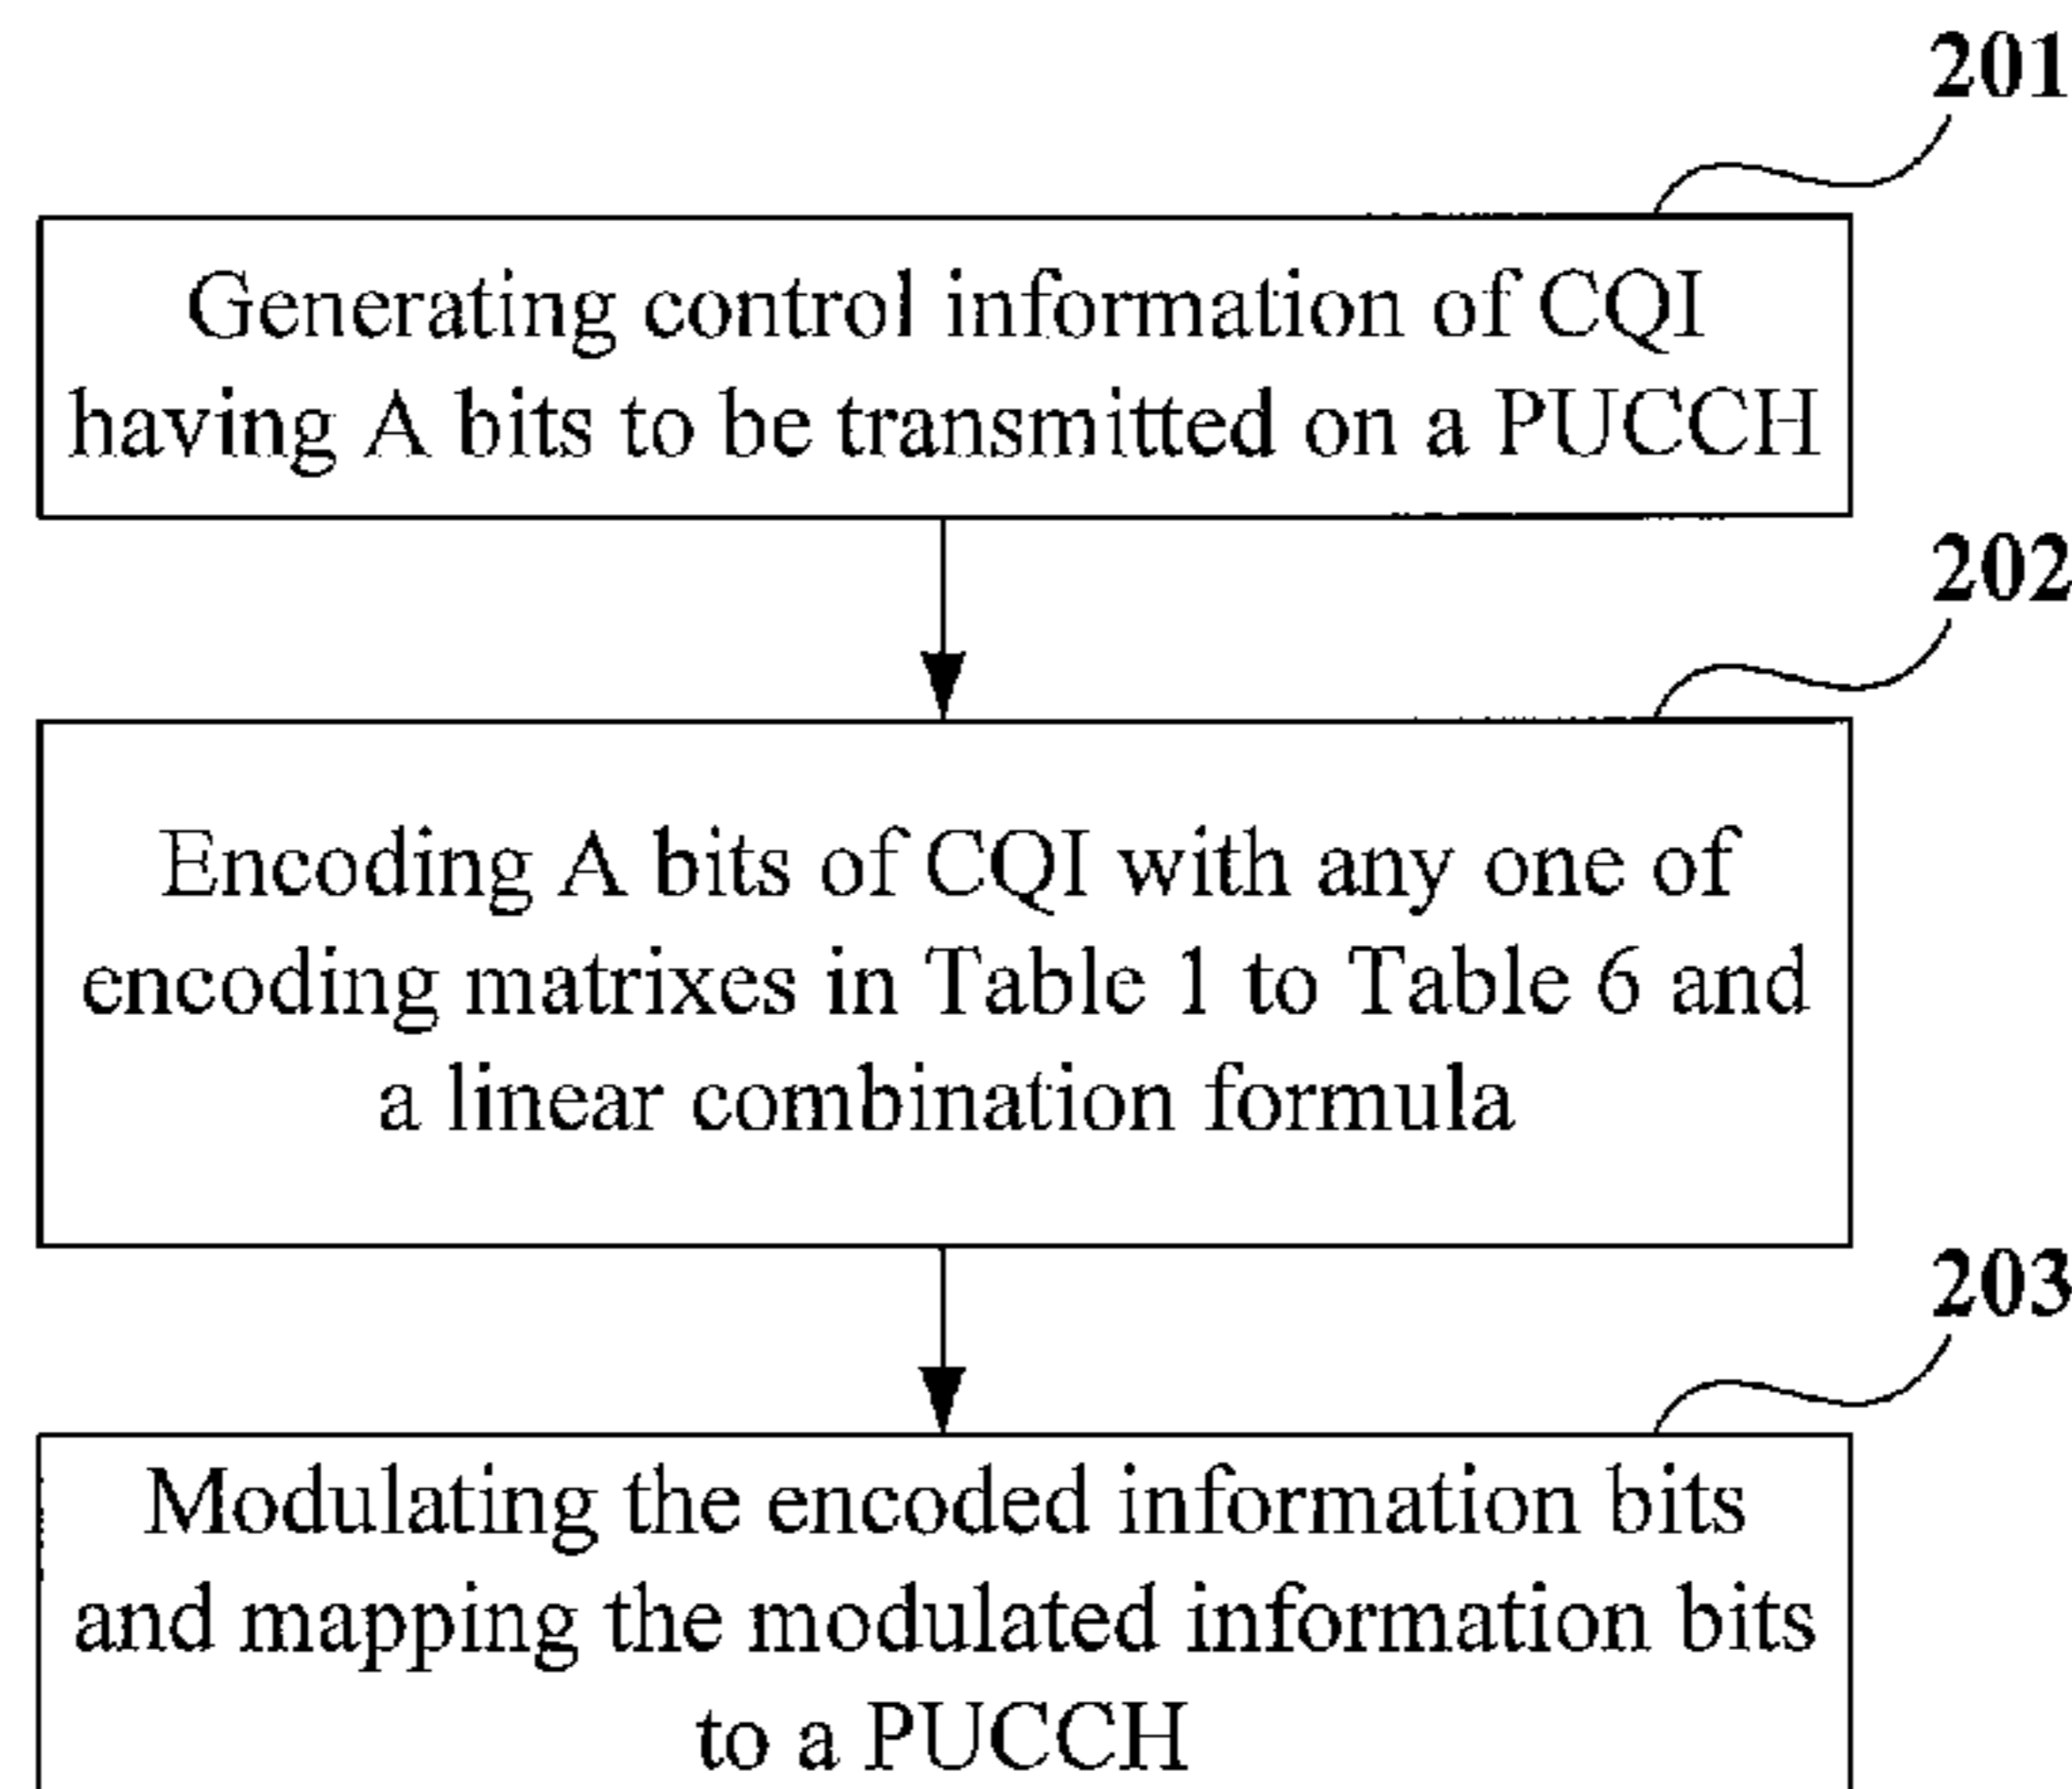 201
Generating control information of CQI
having A bits to be transmitted on a PUCCH
202
Encoding A bits of CQI with any one of
encoding matrixes in Table 1 to Table 6 and
a linear combination formula
203
Modulating the encoded information bits
and mapping the modulated information bits
to a PUCCH